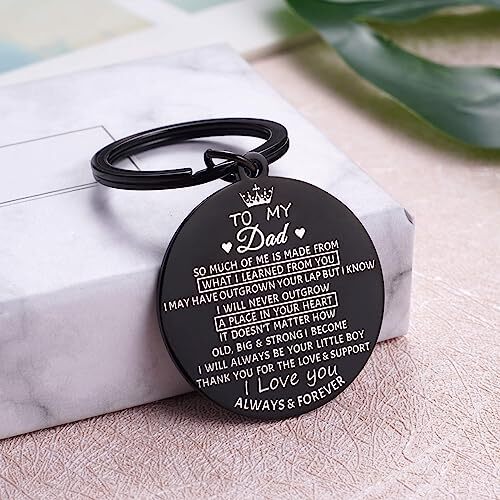 TO MY
Dad
SO MUCH OF ME IS MADE FROM
WHAT I LEARNED FROM YOU
I MAY HAVE OUTGROWN YOUR LAP BUT I KNOW
I WILL NEVER OUTGROW
A PLACE IN YOUR HEART
IT DOESN'T MATTER HOW
OLD, BIG & STRONG I BECOME
I WILL ALWAYS BE YOUR LITTLE BOY
THANK YOU FOR THE LOVE & SUPPORT
I Love you
ALWAYS & FOREVER